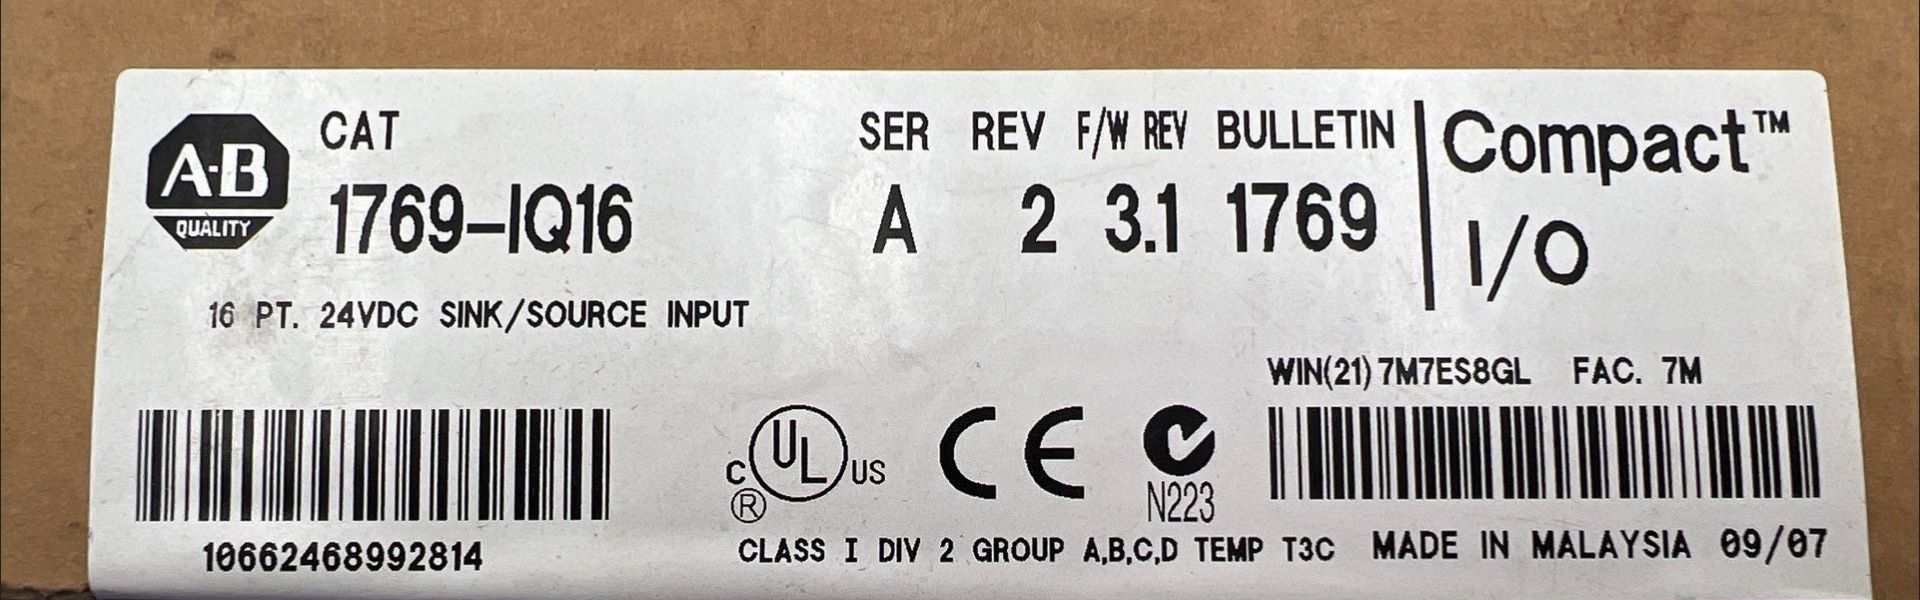 A-B
QUALITY
CAT SER REV F/W REV BULLETIN
1769-IQ16 A 2 3.1 1769
Compact™
I/O
16 PT. 24VDC SINK/SOURCE INPUT
WIN(21) 7M7ES8GL FAC. 7M
C UL US
®
CE
N223
10662468992814
CLASS I DIV 2 GROUP A,B,C,D TEMP T3C MADE IN MALAYSIA 09/07